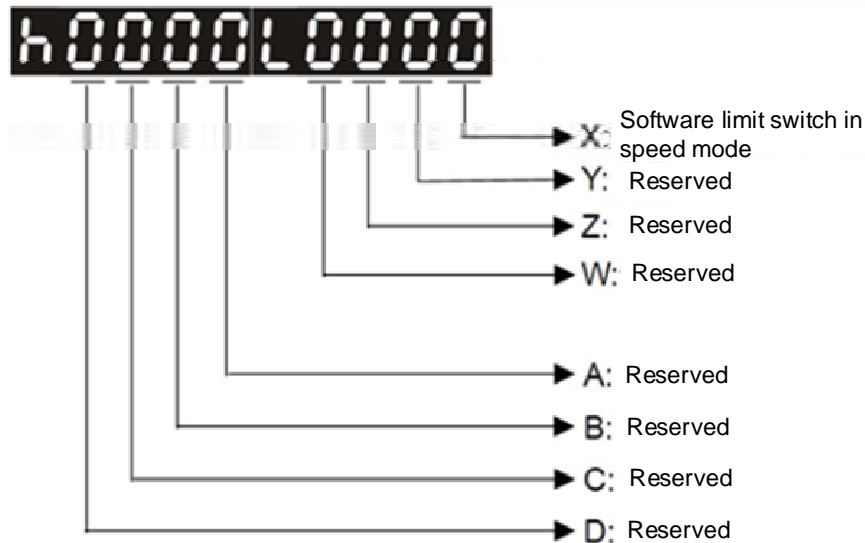 h0000L0000
X: Software limit switch in
speed mode
Y: Reserved
Z: Reserved
W: Reserved
A: Reserved
B: Reserved
C: Reserved
D: Reserved